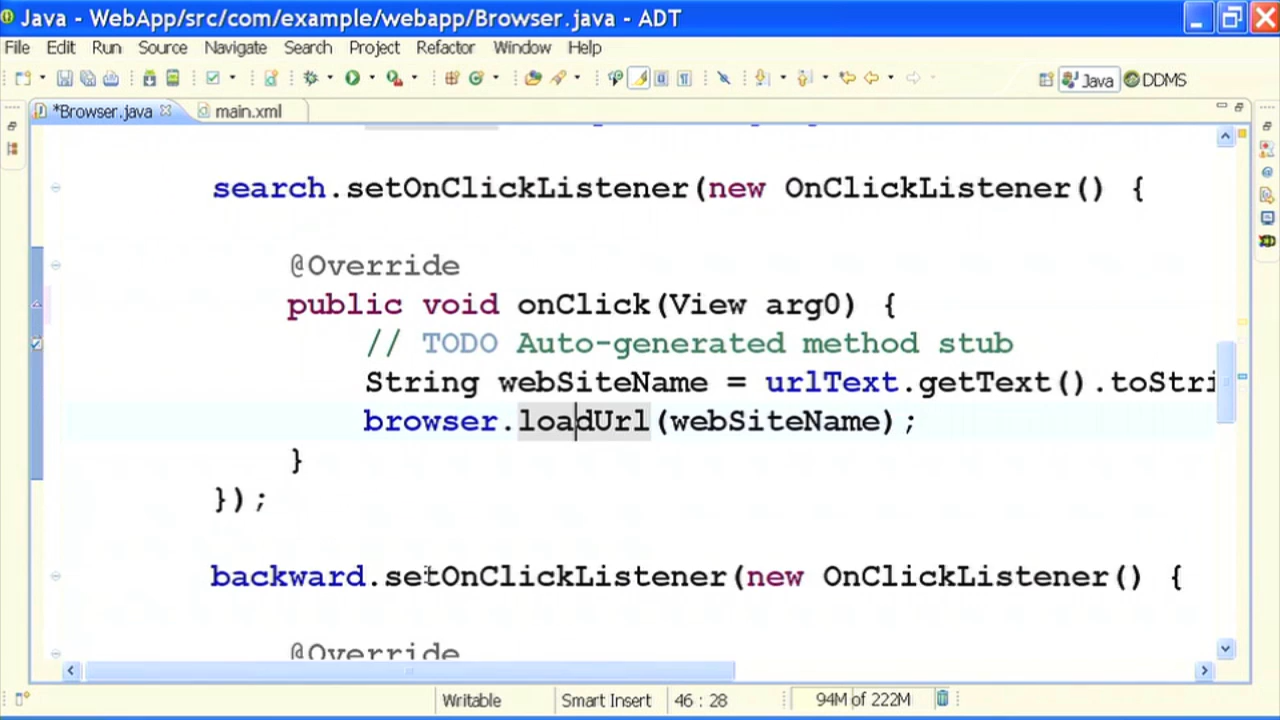 Java - WebApp/src/com/example/webapp/Browser.java - ADT
File Edit Run Source Navigate Search Project Refactor Window Help
Java DDMS
*Browser.java main.xml
search.setOnClickListener(new OnClickListener() {
@Override
public void onClick(View arg0) {
// TODO Auto-generated method stub
String webSiteName = urlText.getText().toStri
browser.loadUrl(webSiteName);
}
});
backward.setOnClickListener(new OnClickListener() {
@Override
Writable Smart Insert 46 : 28 94M of 222M